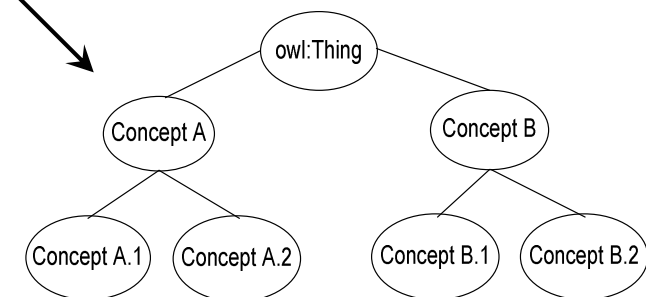 owl:Thing
Concept A
Concept B
Concept A.1
Concept A.2
Concept B.1
Concept B.2